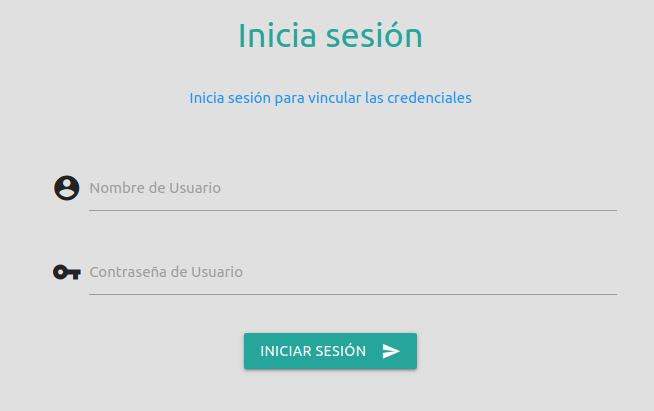 Inicia sesión
Inicia sesión para vincular las credenciales
Nombre de Usuario
Contraseña de Usuario
INICIAR SESIÓN